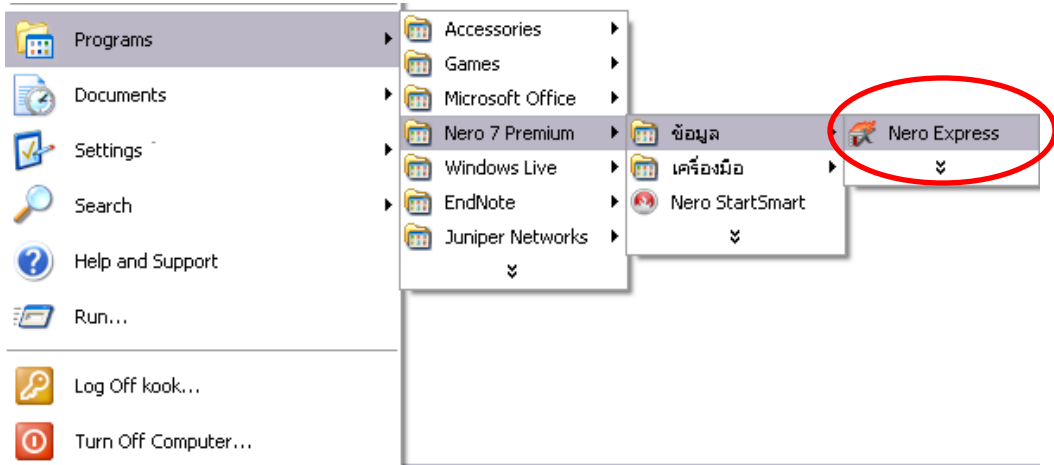 Programs
Documents
Settings
Search
Help and Support
Run...
Log Off kook...
Turn Off Computer...
Accessories
Games
Microsoft Office
Nero 7 Premium
Windows Live
EndNote
Juniper Networks
ข้อมูล
เครื่องมือ
Nero StartSmart
Nero Express